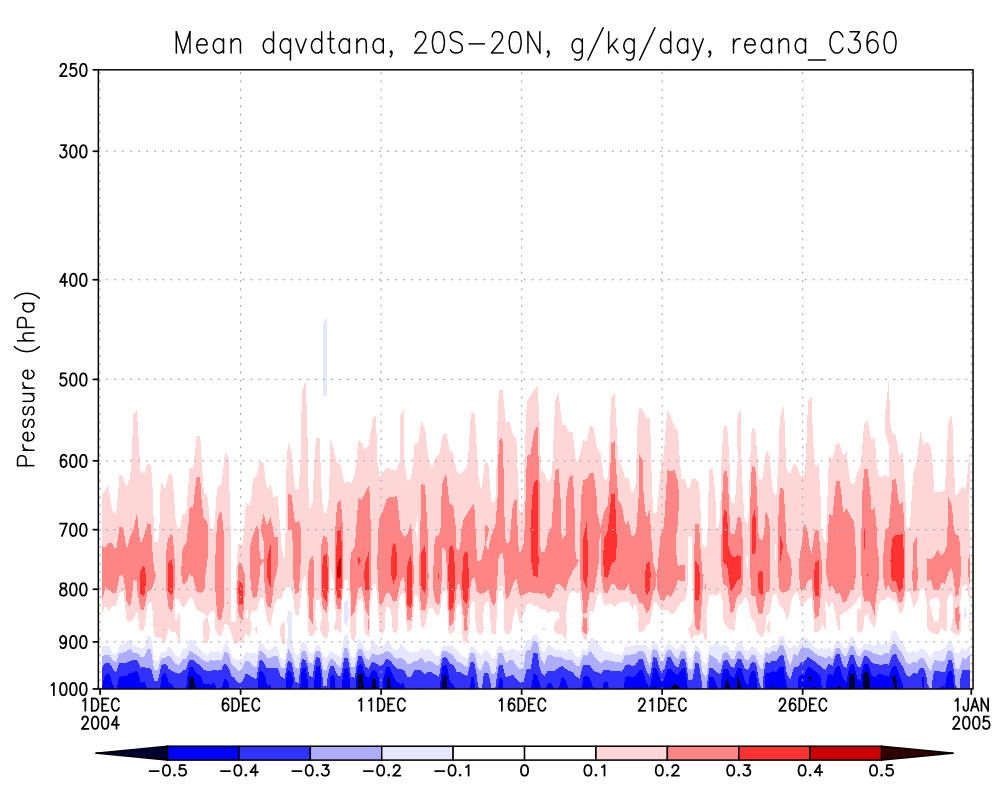 Mean dqvdtana, 20S-20N, g/kg/day, reana_C360
Pressure (hPa)
250
300
400
500
600
700
800
900
1000
1DEC 6DEC 11DEC 16DEC 21DEC 26DEC 1JAN
2004 2005
-0.5 -0.4 -0.3 -0.2 -0.1 0 0.1 0.2 0.3 0.4 0.5